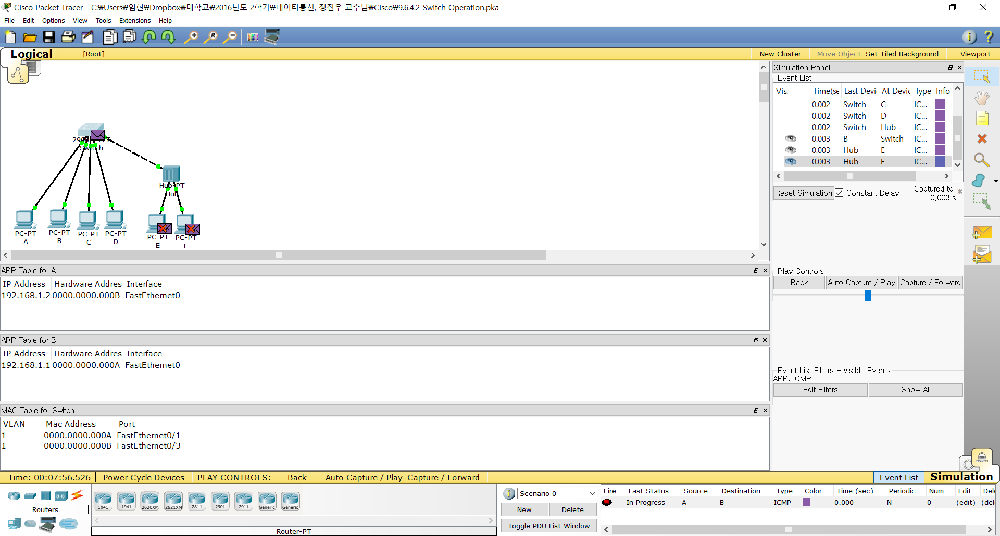 Cisco Packet Tracer - C:₩Users₩임현₩Dropbox₩대학교₩2016년도 2학기₩데이터통신, 정진우 교수님₩Cisco₩9.6.4.2-Switch Operation.pka
File Edit Options View Tools Extensions Help
Logical [Root] New Cluster Move Object Set Tiled Background Viewport
Simulation Panel
Event List
Vis. Time(se Last Devi At Devic Type Info
0.002 Switch C IC...
0.002 Switch D IC...
0.002 Switch Hub IC...
0.003 B Switch IC...
0.003 Hub E IC...
0.003 Hub F IC...
Reset Simulation Constant Delay Captured to:
0.003 s
Switch
Hub-PT
Hub
PC-PT
A
PC-PT
B
PC-PT
C
PC-PT
D
PC-PT
E
PC-PT
F
Play Controls
Back Auto Capture / Play Capture / Forward
Event List Filters - Visible Events
ARP, ICMP
Edit Filters Show All
ARP Table for A
IP Address Hardware Addres Interface
192.168.1.2 0000.0000.000B FastEthernet0
ARP Table for B
IP Address Hardware Addres Interface
192.168.1.1 0000.0000.000A FastEthernet0
MAC Table for Switch
VLAN Mac Address Port
1 0000.0000.000A FastEthernet0/1
1 0000.0000.000B FastEthernet0/3
Time: 00:07:56.526 Power Cycle Devices PLAY CONTROLS: Back Auto Capture / Play Capture / Forward Event List Simulation
Routers
1841 1941 2620XM 2621XM 2811 2901 2911 Generic Generic
Router-PT
Scenario 0
New Delete
Toggle PDU List Window
Fire Last Status Source Destination Type Color Time (sec) Periodic Num Edit Dele
In Progress A B ICMP 0.000 N 0 (edit) (del